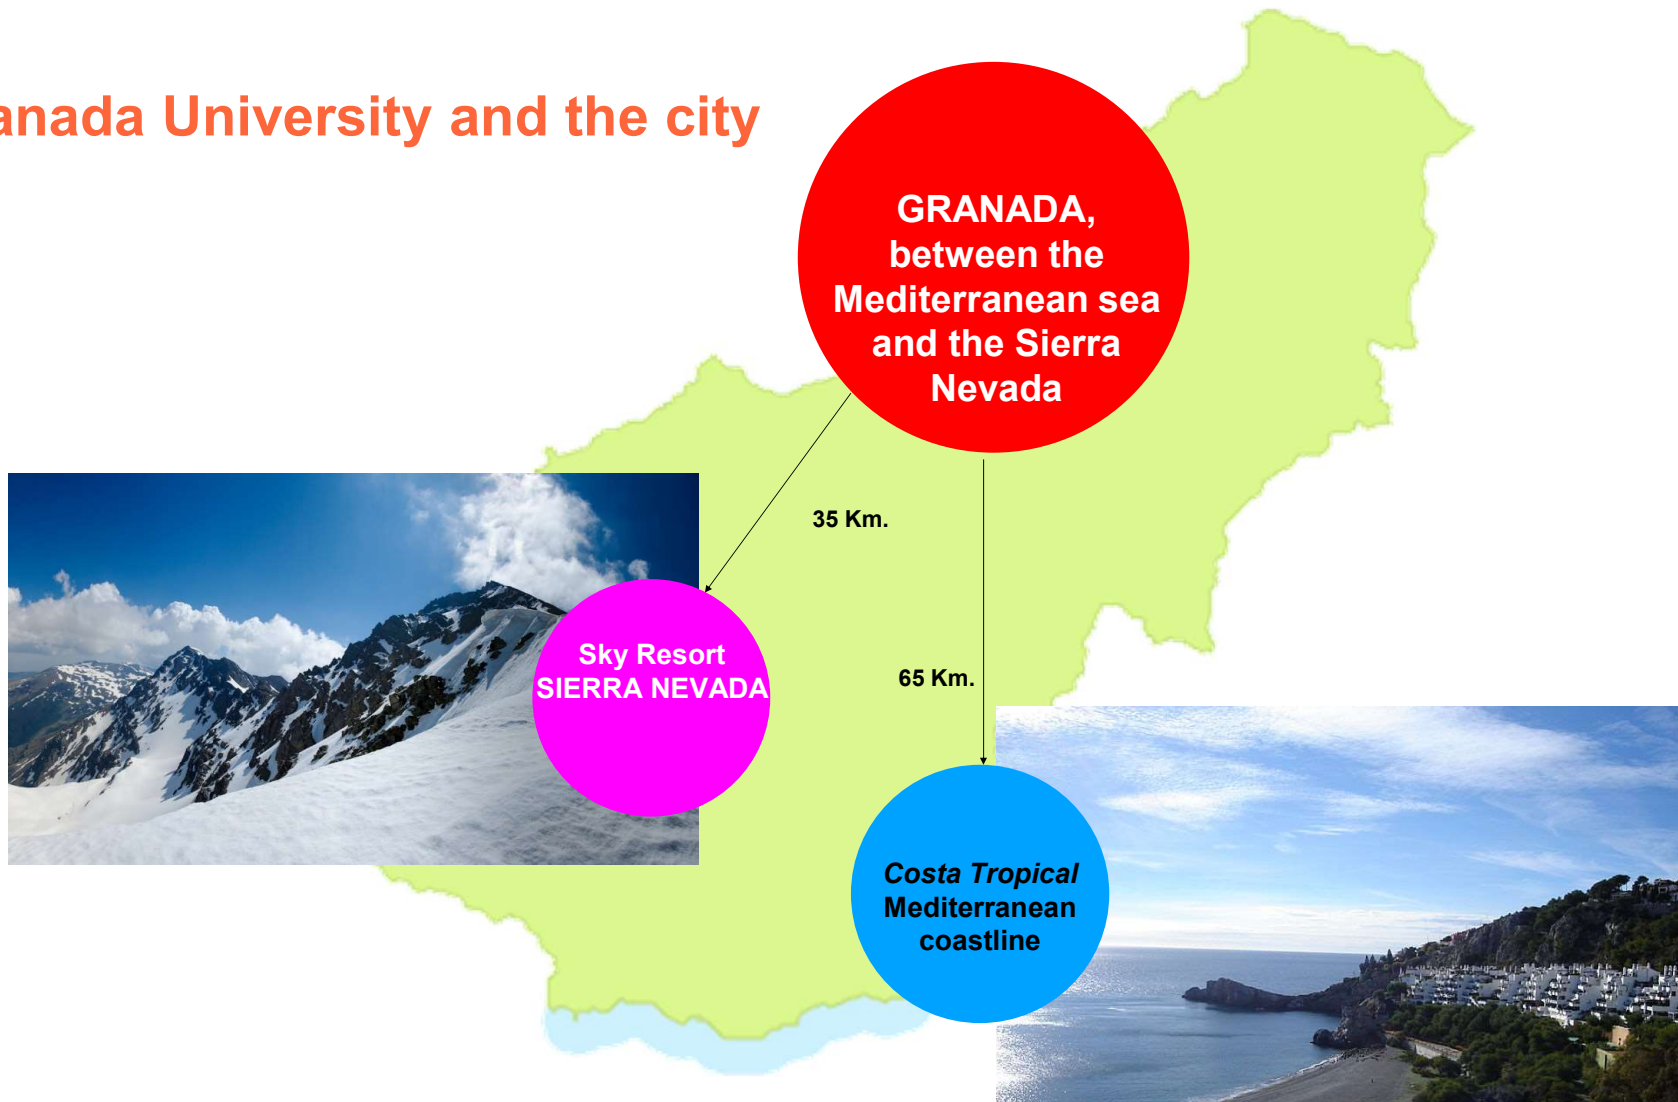 anada University and the city
GRANADA,
between the
Mediterranean sea
and the Sierra
Nevada
35 Km.
Sky Resort
SIERRA NEVADA
65 Km.
Costa Tropical
Mediterranean
coastline